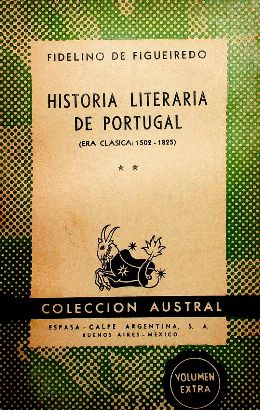 FIDELINO DE FIGUEIREDO
HISTORIA LITERARIA
DE PORTUGAL
(ERA CLASICA: 1502-1825)
* *
COLECCION AUSTRAL
ESPASA-CALPE ARGENTINA, S. A.
BUENOS AIRES-MEXICO
VOLUMEN
EXTRA